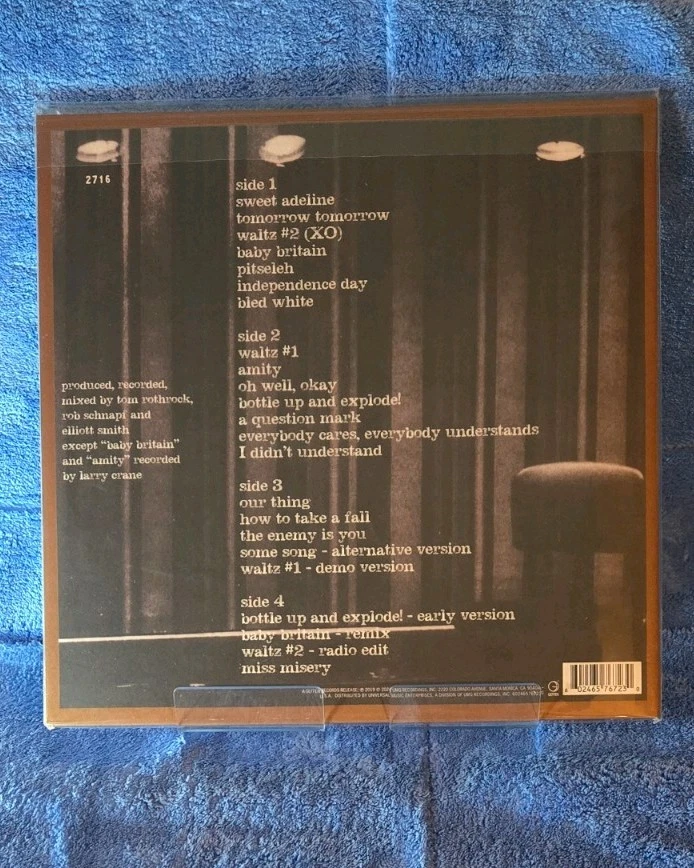 2716
side 1
sweet adeline
tomorrow tomorrow
waltz #2 (XO)
baby britain
pitseleh
independence day
bled white
side 2
waltz #1
amity
oh well, okay
bottle up and explode!
a question mark
everybody cares, everybody understands
I didn't understand
produced, recorded,
mixed by tom rothrock,
rob schnapf and
elliott smith
except "baby britain"
and "amity" recorded
by larry crane
side 3
our thing
how to take a fall
the enemy is you
some song - alternative version
waltz #1 - demo version
side 4
bottle up and explode! - early version
baby britain - remix
waltz #2 - radio edit
miss misery